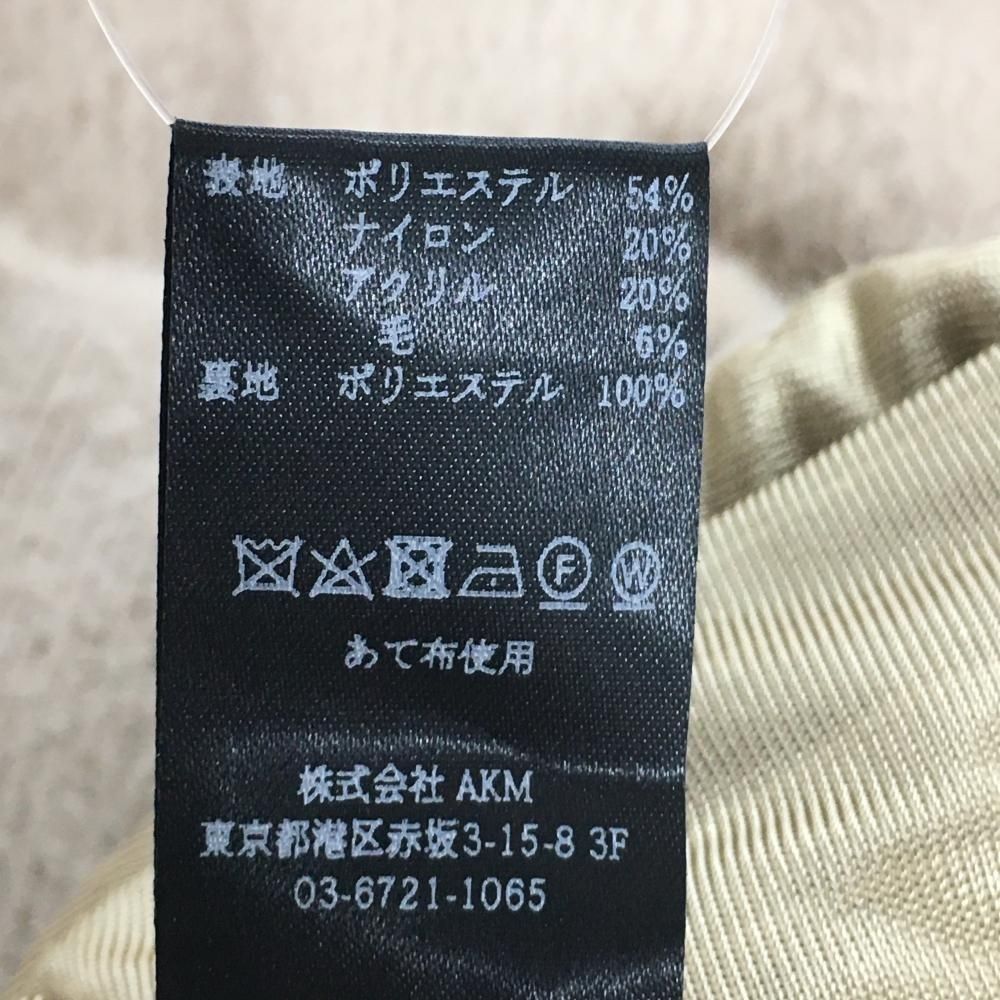 表地 ポリエステル 54%
ナイロン 20%
アクリル 20%
毛 6%
裏地 ポリエステル 100%
F W
あて布使用
株式会社 AKM
東京都港区赤坂3-15-8 3F
03-6721-1065